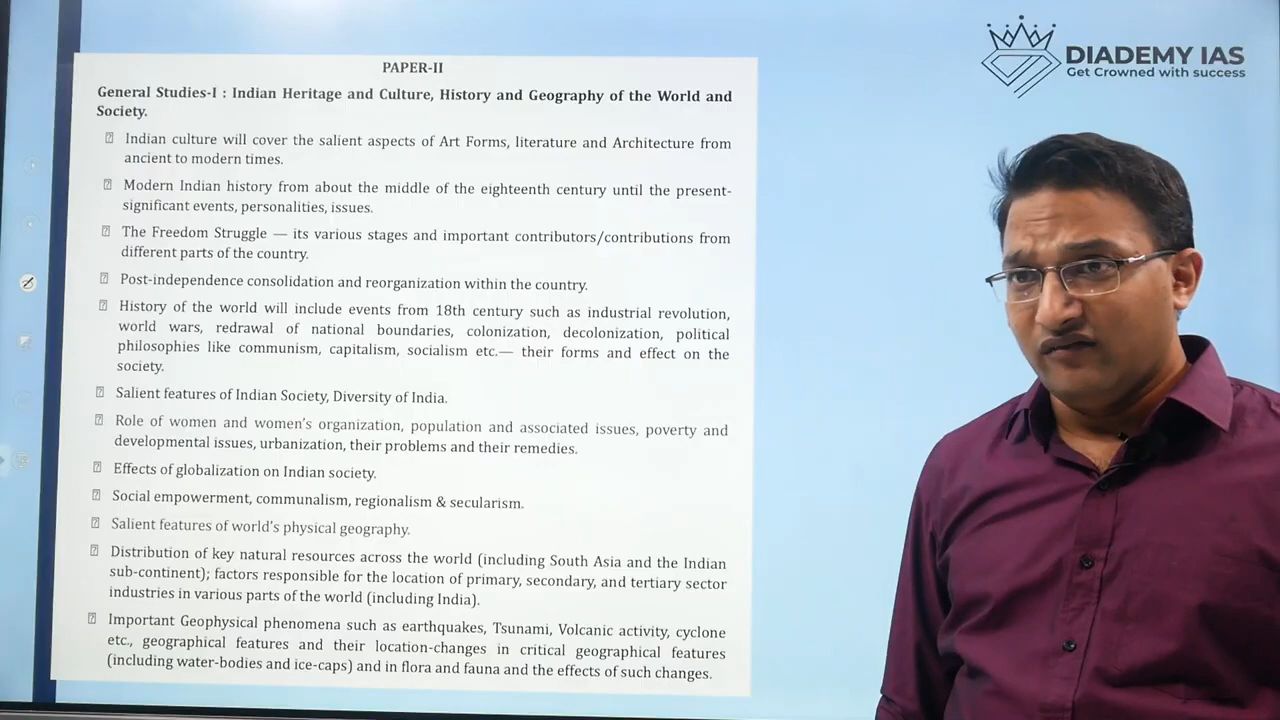 DIADEMY IAS
Get Crowned with success
PAPER-II
General Studies-I : Indian Heritage and Culture, History and Geography of the World and
Society.
Indian culture will cover the salient aspects of Art Forms, literature and Architecture from
ancient to modern times.
Modern Indian history from about the middle of the eighteenth century until the present-
significant events, personalities, issues.
The Freedom Struggle — its various stages and important contributors/contributions from
different parts of the country.
Post-independence consolidation and reorganization within the country.
History of the world will include events from 18th century such as industrial revolution,
world wars, redrawal of national boundaries, colonization, decolonization, political
philosophies like communism, capitalism, socialism etc.— their forms and effect on the
society.
Salient features of Indian Society, Diversity of India.
Role of women and women’s organization, population and associated issues, poverty and
developmental issues, urbanization, their problems and their remedies.
Effects of globalization on Indian society.
Social empowerment, communalism, regionalism & secularism.
Salient features of world’s physical geography.
Distribution of key natural resources across the world (including South Asia and the Indian
sub-continent); factors responsible for the location of primary, secondary, and tertiary sector
industries in various parts of the world (including India).
Important Geophysical phenomena such as earthquakes, Tsunami, Volcanic activity, cyclone
etc., geographical features and their location-changes in critical geographical features
(including water-bodies and ice-caps) and in flora and fauna and the effects of such changes.